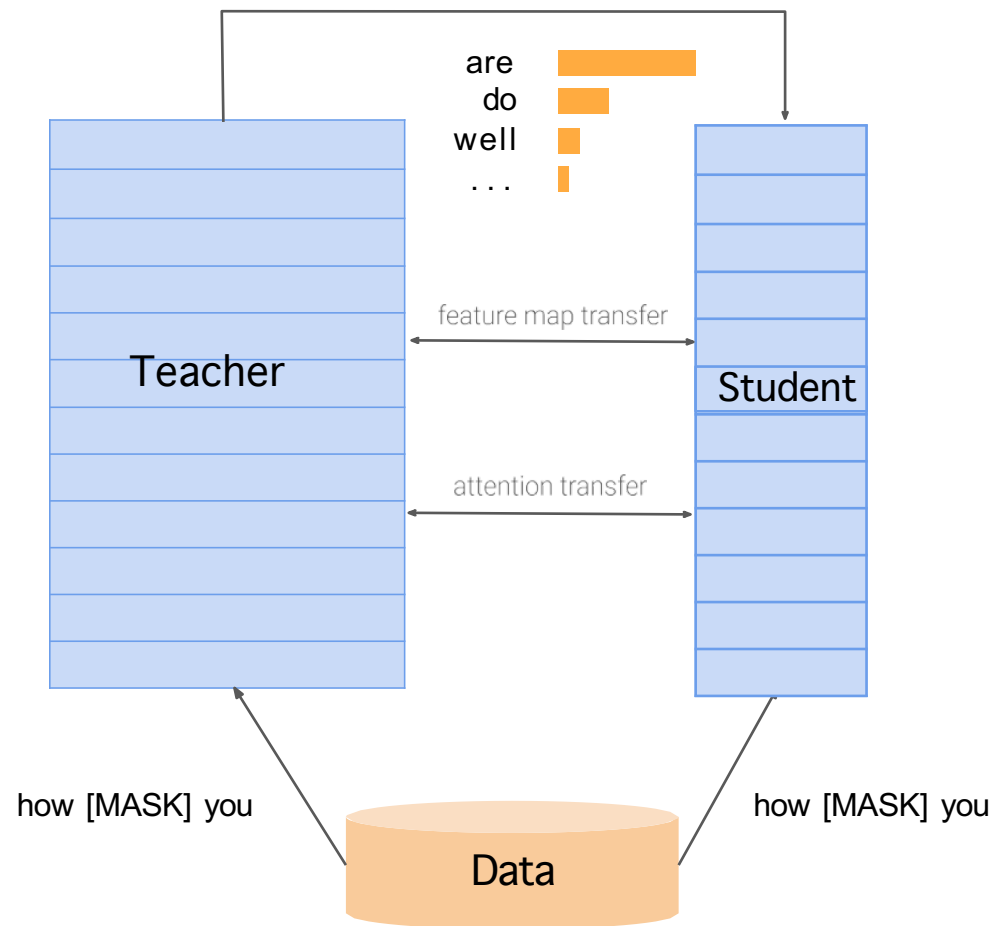 are
do
well
...
feature map transfer
Teacher
Student
attention transfer
how [MASK] you
how [MASK] you
Data